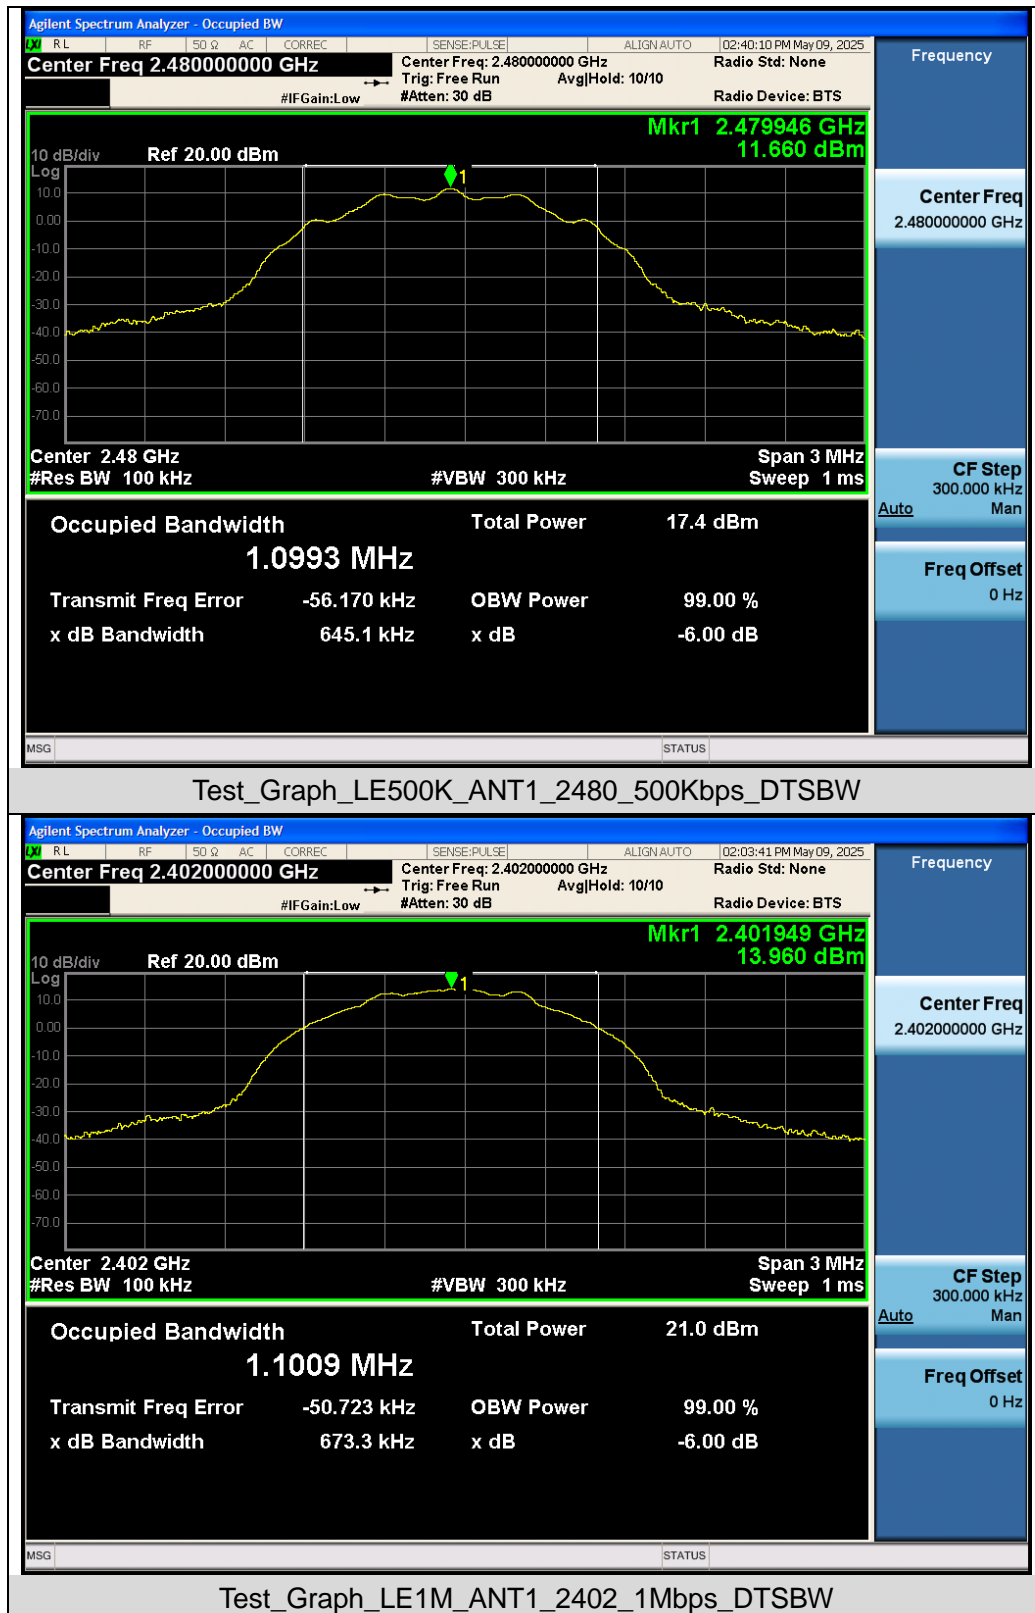 Agilent Spectrum Analyzer - Occupied BW
LXI RL RF 50 Ω AC CORREC SENSE:PULSE ALIGN AUTO 02:40:10 PM May 09, 2025
Center Freq 2.480000000 GHz
Center Freq: 2.480000000 GHz
Radio Std: None
Trig: Free Run Avg|Hold: 10/10
#IFGain:Low #Atten: 30 dB Radio Device: BTS
Frequency
Mkr1 2.479946 GHz
11.660 dBm
10 dB/div Ref 20.00 dBm
Log
1
10.0
0.00
-10.0
-20.0
-30.0
-40.0
-50.0
-60.0
-70.0
Center Freq
2.480000000 GHz
Center 2.48 GHz Span 3 MHz
#Res BW 100 kHz #VBW 300 kHz Sweep 1 ms
CF Step
300.000 kHz
Auto Man
Occupied Bandwidth Total Power 17.4 dBm
1.0993 MHz
Freq Offset
0 Hz
Transmit Freq Error -56.170 kHz OBW Power 99.00 %
x dB Bandwidth 645.1 kHz x dB -6.00 dB
MSG STATUS
Test_Graph_LE500K_ANT1_2480_500Kbps_DTSBW
Agilent Spectrum Analyzer - Occupied BW
LXI RL RF 50 Ω AC CORREC SENSE:PULSE ALIGN AUTO 02:03:41 PM May 09, 2025
Center Freq 2.402000000 GHz
Center Freq: 2.402000000 GHz
Radio Std: None
Trig: Free Run Avg|Hold: 10/10
#IFGain:Low #Atten: 30 dB Radio Device: BTS
Frequency
Mkr1 2.401949 GHz
13.960 dBm
10 dB/div Ref 20.00 dBm
Log
1
10.0
0.00
-10.0
-20.0
-30.0
-40.0
-50.0
-60.0
-70.0
Center Freq
2.402000000 GHz
Center 2.402 GHz Span 3 MHz
#Res BW 100 kHz #VBW 300 kHz Sweep 1 ms
CF Step
300.000 kHz
Auto Man
Occupied Bandwidth Total Power 21.0 dBm
1.1009 MHz
Freq Offset
0 Hz
Transmit Freq Error -50.723 kHz OBW Power 99.00 %
x dB Bandwidth 673.3 kHz x dB -6.00 dB
MSG STATUS
Test_Graph_LE1M_ANT1_2402_1Mbps_DTSBW